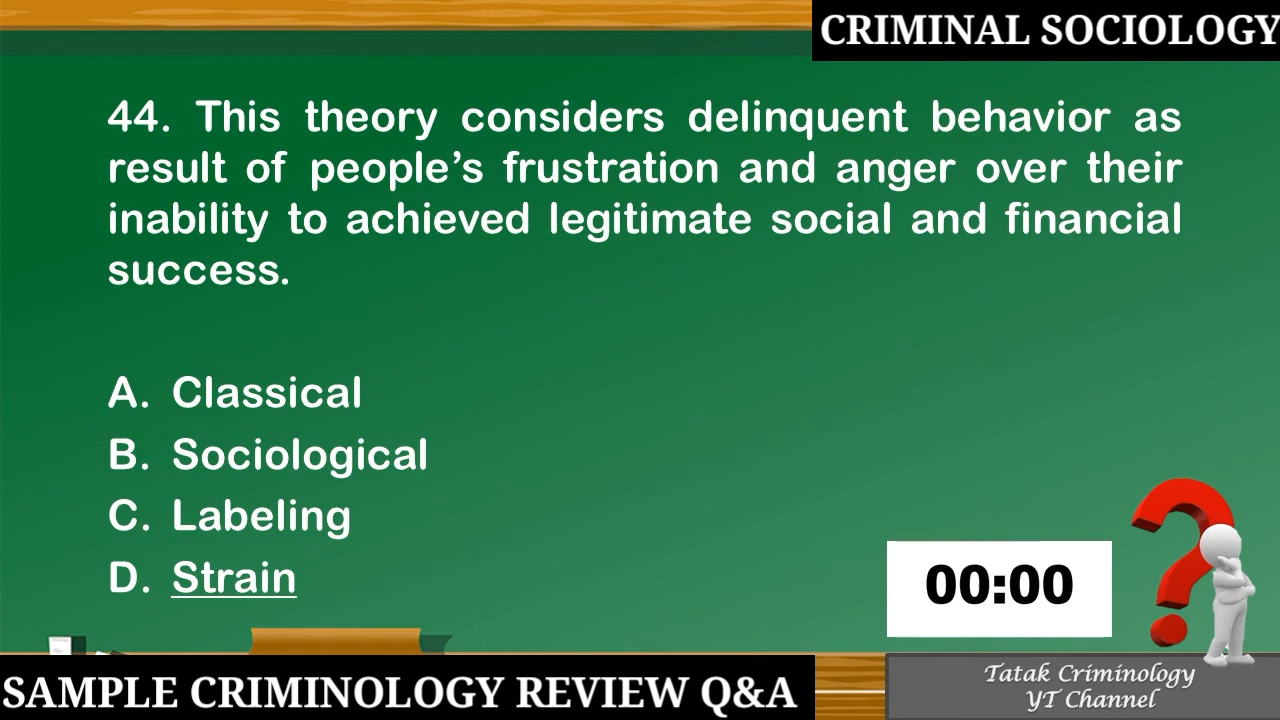 CRIMINAL SOCIOLOGY
44. This theory considers delinquent behavior as
result of people's frustration and anger over their
inability to achieved legitimate social and financial
success.
A. Classical
B. Sociological
C. Labeling
D. Strain
00:00
SAMPLE CRIMINOLOGY REVIEW Q&A
Tatak Criminology
YT Channel